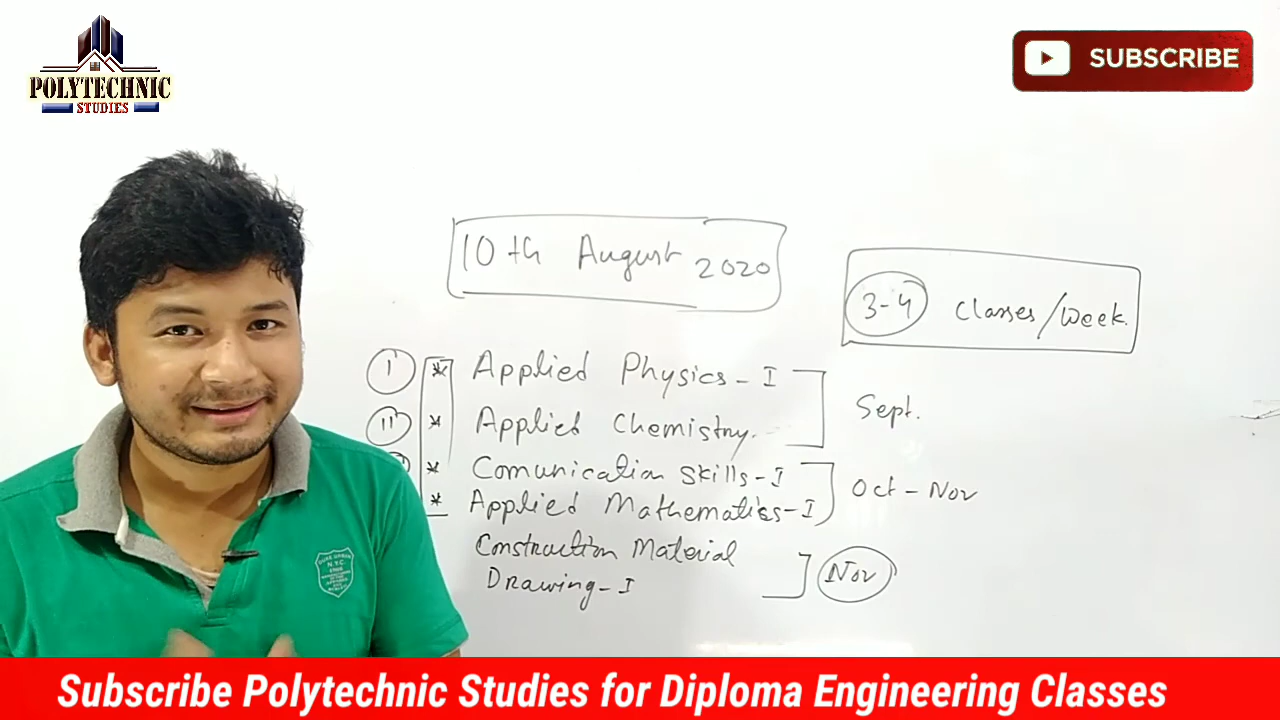 POLYTECHNIC
STUDIES
SUBSCRIBE
10th August 2020
3-4 Classes/Week.
I * Applied Physics - I
II * Applied Chemistry.
Sept.
* Comunication Skills - I
* Applied Mathematics - I
Oct - Nov
Construction Material
Drawing - I
Nov
N.Y.C.
Subscribe Polytechnic Studies for Diploma Engineering Classes